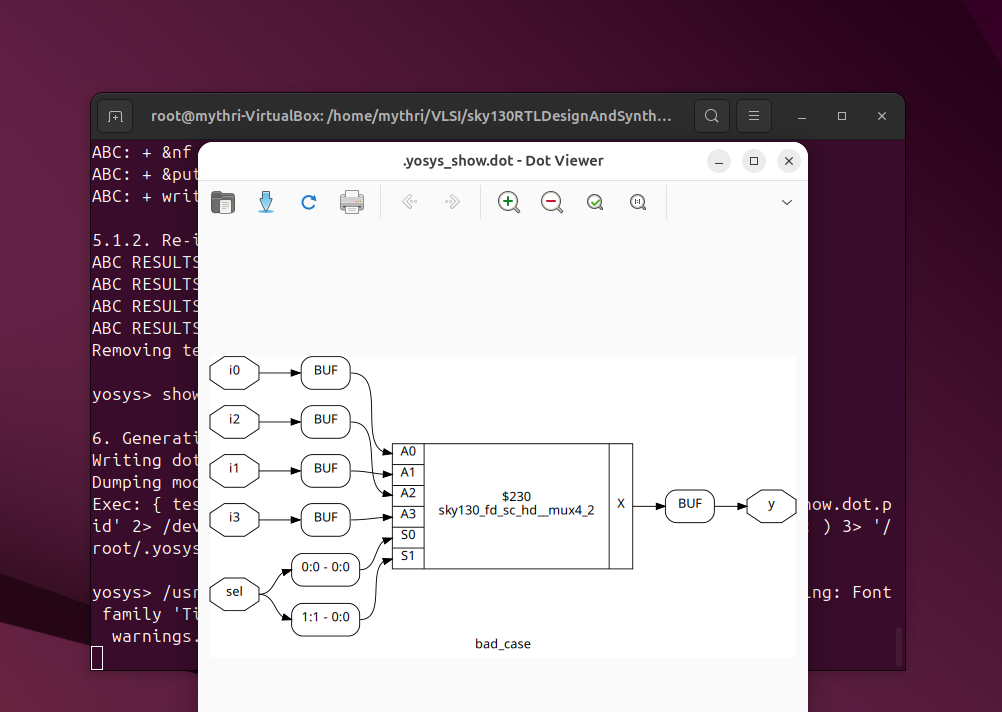 root@mythri-VirtualBox: /home/mythri/VLSI/sky130RTLDesignAndSynth...
ABC: + &nf
ABC: + &put
ABC: + writ
5.1.2. Re-i
ABC RESULTS
ABC RESULTS
ABC RESULTS
ABC RESULTS
Removing te
yosys> show
6. Generati
Writing dot
Dumping mod
Exec: { tes
how.dot.p
id' 2> /dev
) 3> '/
root/.yosys
yosys> /usr
ing: Font
family 'Ti
warnings.
.yosys_show.dot - Dot Viewer
i0
BUF
i2
BUF
i1
BUF
i3
BUF
sel
0:0 - 0:0
1:1 - 0:0
A0
A1
A2
A3
S0
S1
$230
sky130_fd_sc_hd__mux4_2
X
BUF
y
bad_case